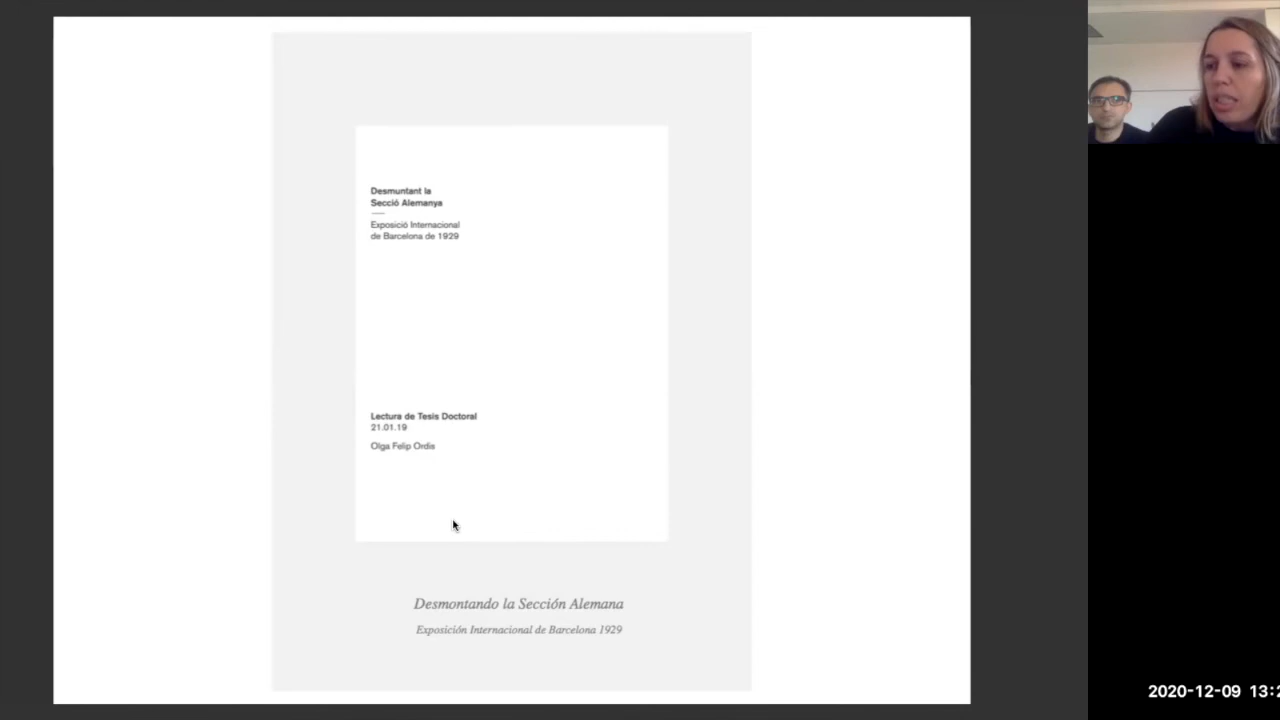 Desmuntant la
Secció Alemanya
Exposició Internacional
de Barcelona de 1929
Lectura de Tesis Doctoral
21.01.19
Olga Felip Ordis
Desmontando la Sección Alemana
Exposición Internacional de Barcelona 1929
2020-12-09 13:2